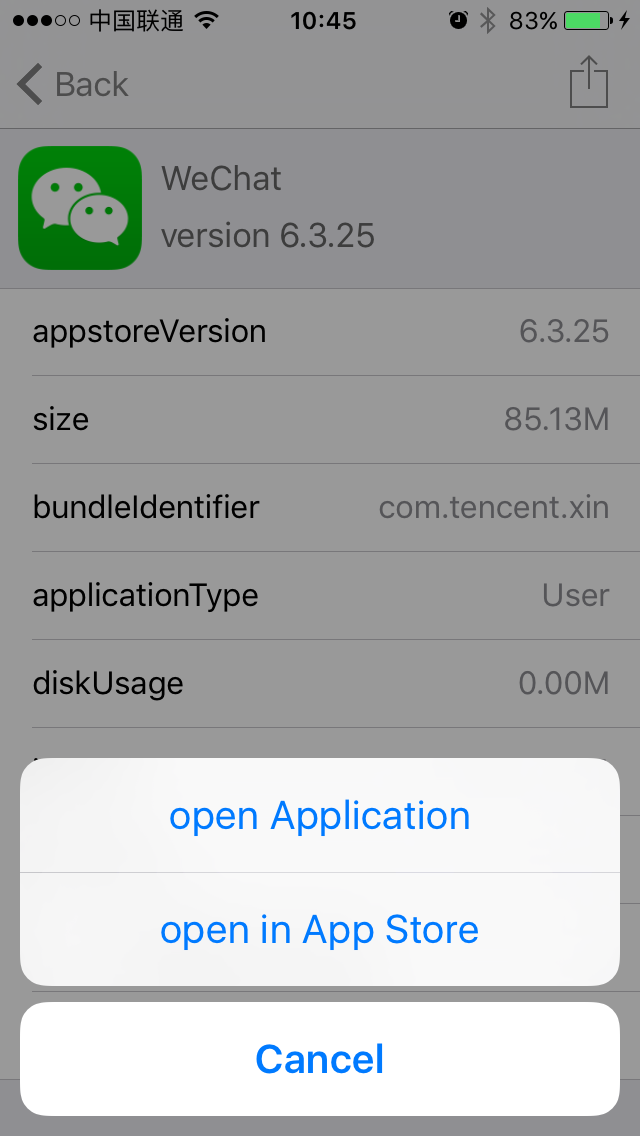 中国联通 10:45 83%
Back
WeChat
version 6.3.25
appstoreVersion 6.3.25
size 85.13M
bundleIdentifier com.tencent.xin
applicationType User
diskUsage 0.00M
open Application
open in App Store
Cancel